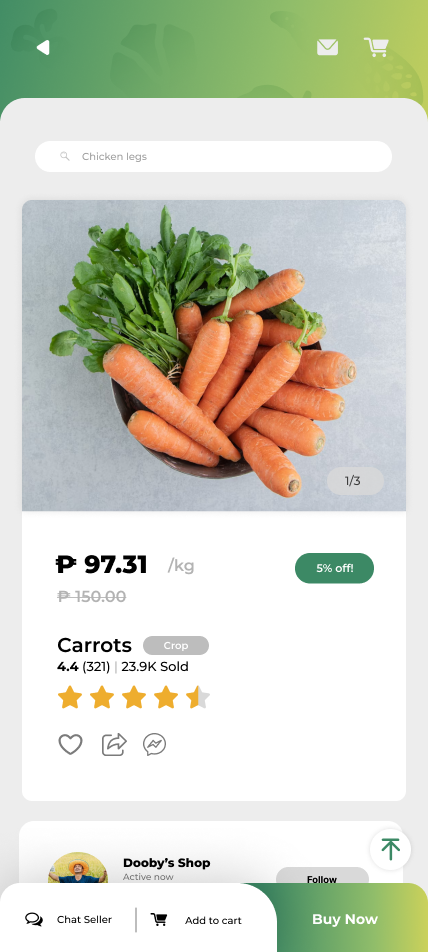 Chicken legs
1/3
₱ 97.31 /kg
5% off!
₱ 150.00
Carrots Crop
4.4 (321) | 23.9K Sold
Dooby's Shop
Active now
Follow
Chat Seller
Add to cart
Buy Now